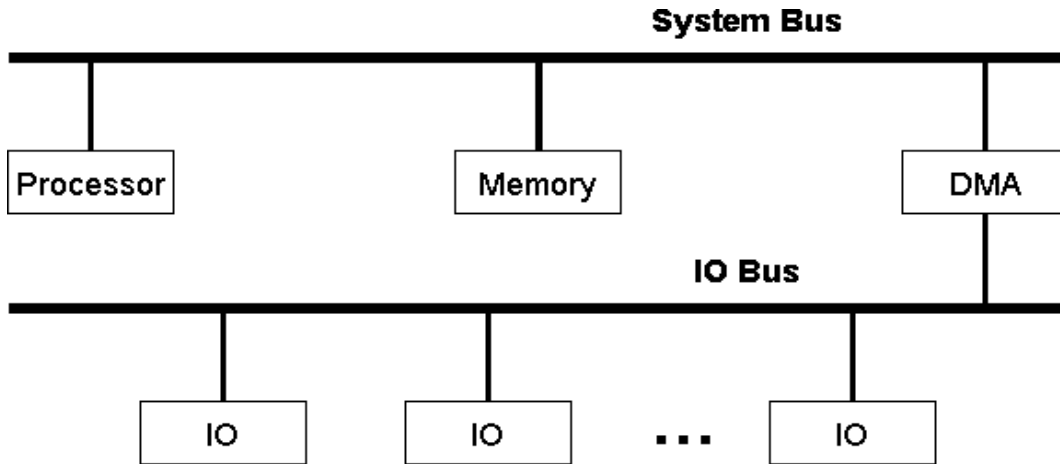 System Bus
Processor
Memory
DMA
IO Bus
IO
IO
...
IO